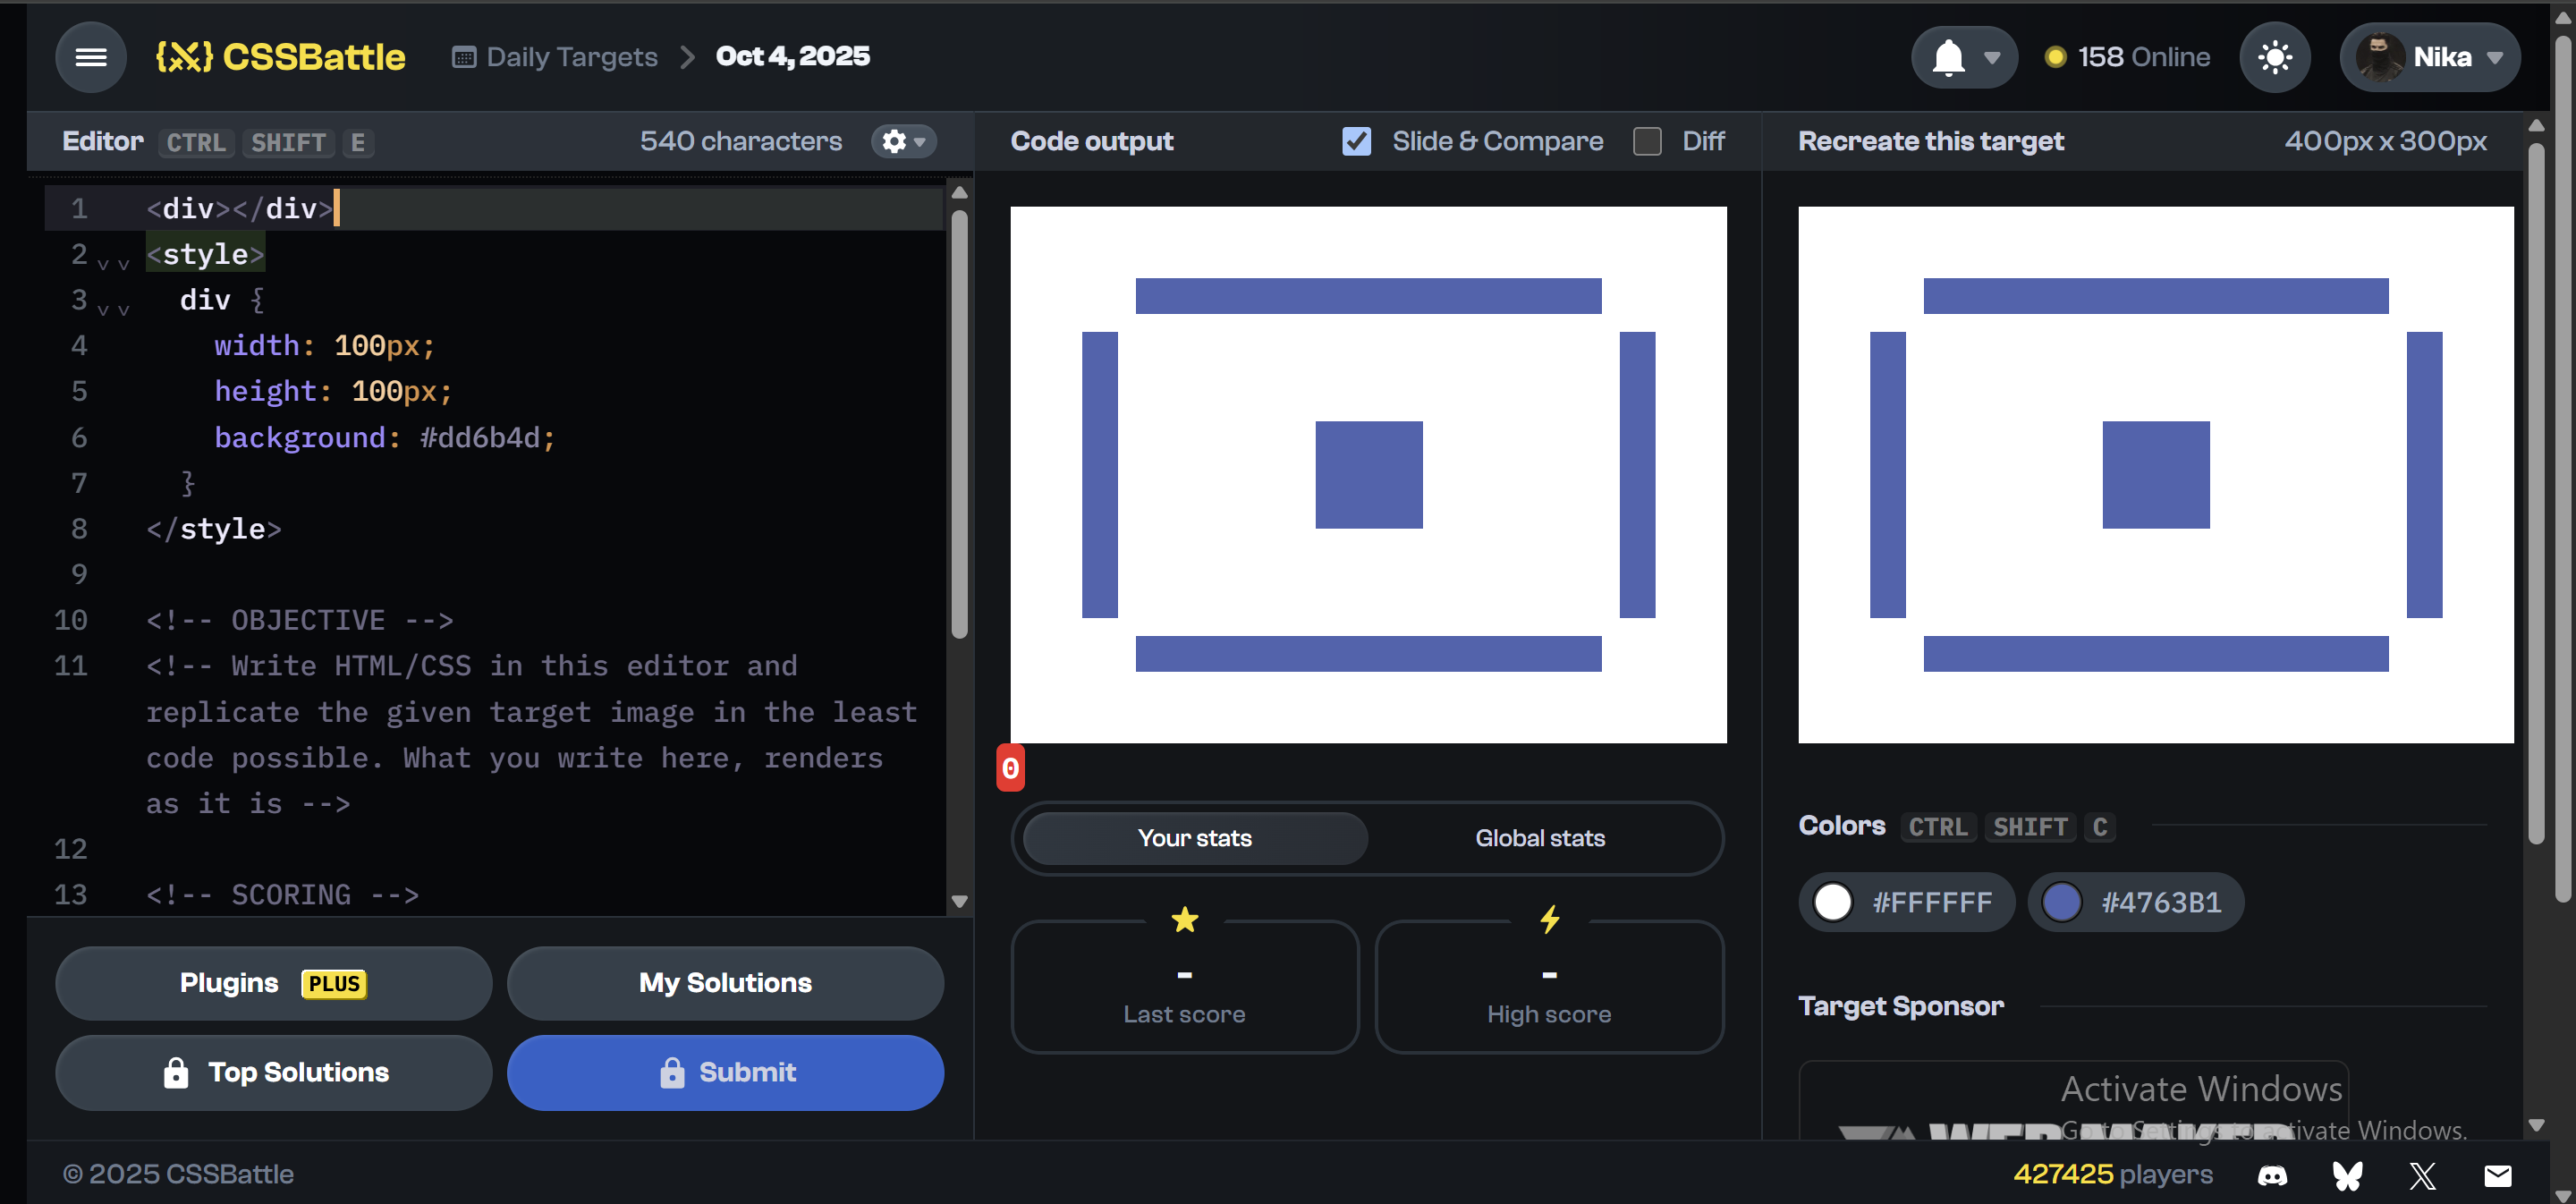 CSSBattle
Daily Targets
Oct 4, 2025
158 Online
Nika
Editor CTRL SHIFT E
540 characters
Code output
Slide & Compare
Diff
Recreate this target
400px x 300px
1 <div></div>
2 <style>
3 div {
4 width: 100px;
5 height: 100px;
6 background: #dd6b4d;
7 }
8 </style>
9
10 <!-- OBJECTIVE -->
11 <!-- Write HTML/CSS in this editor and
replicate the given target image in the least
code possible. What you write here, renders
as it is -->
12
13 <!-- SCORING -->
0
Your stats
Global stats
-
Last score
-
High score
Colors CTRL SHIFT C
#FFFFFF
#4763B1
Target Sponsor
Plugins PLUS
My Solutions
Top Solutions
Submit
Activate Windows
Go to Settings to activate Windows.
© 2025 CSSBattle
427425 players